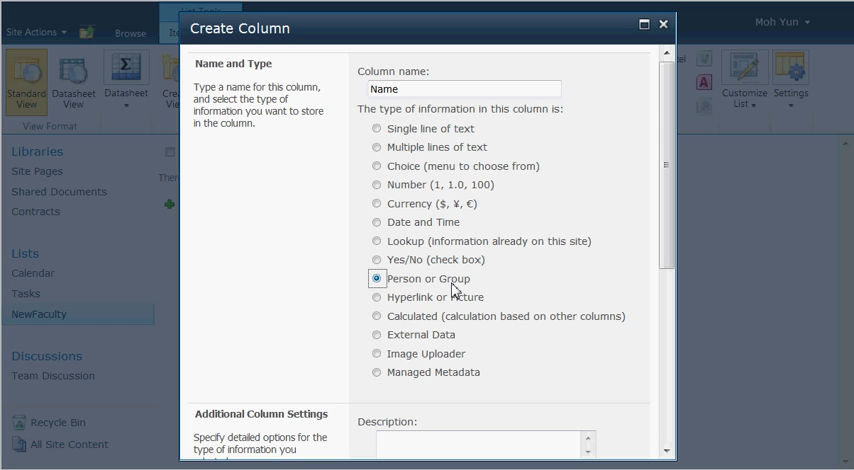 List Tools
Moh Yun
Site Actions
Browse
Create Column
Standard View
Datasheet View
Datasheet
View Format
Customize List
Settings
Libraries
Site Pages
Shared Documents
Contracts
Lists
Calendar
Tasks
NewFaculty
Discussions
Team Discussion
Recycle Bin
All Site Content
Name and Type
Type a name for this column,
and select the type of
information you want to store
in the column.
Column name:
Name
The type of information in this column is:
Single line of text
Multiple lines of text
Choice (menu to choose from)
Number (1, 1.0, 100)
Currency ($, ¥, €)
Date and Time
Lookup (information already on this site)
Yes/No (check box)
Person or Group
Hyperlink or Picture
Calculated (calculation based on other columns)
External Data
Image Uploader
Managed Metadata
Additional Column Settings
Specify detailed options for the
type of information you
Description: